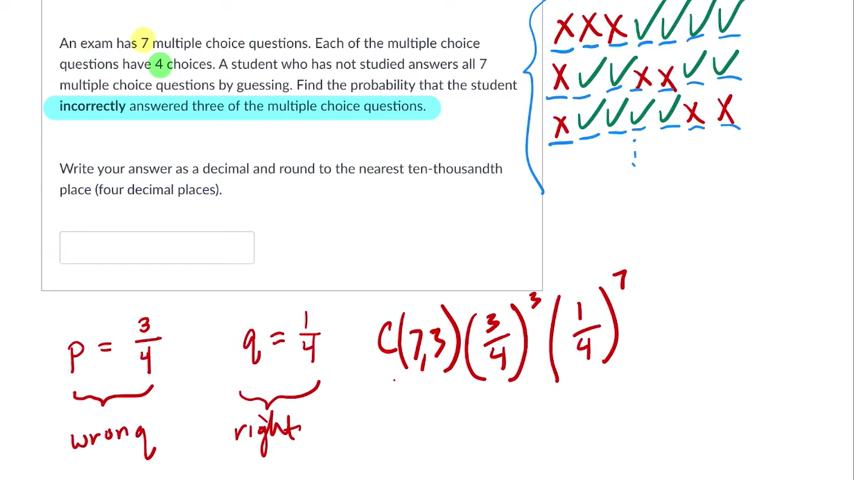 An exam has 7 multiple choice questions. Each of the multiple choice
questions have 4 choices. A student who has not studied answers all 7
multiple choice questions by guessing. Find the probability that the student
incorrectly answered three of the multiple choice questions.
Write your answer as a decimal and round to the nearest ten-thousandth
place (four decimal places).
X X X ✓ ✓ ✓ ✓
X ✓ ✓ X X ✓ ✓
X ✓ ✓ ✓ ✓ X X
p = 3/4
wrong
q = 1/4
right
C(7,3)(3/4)^3(1/4)^7